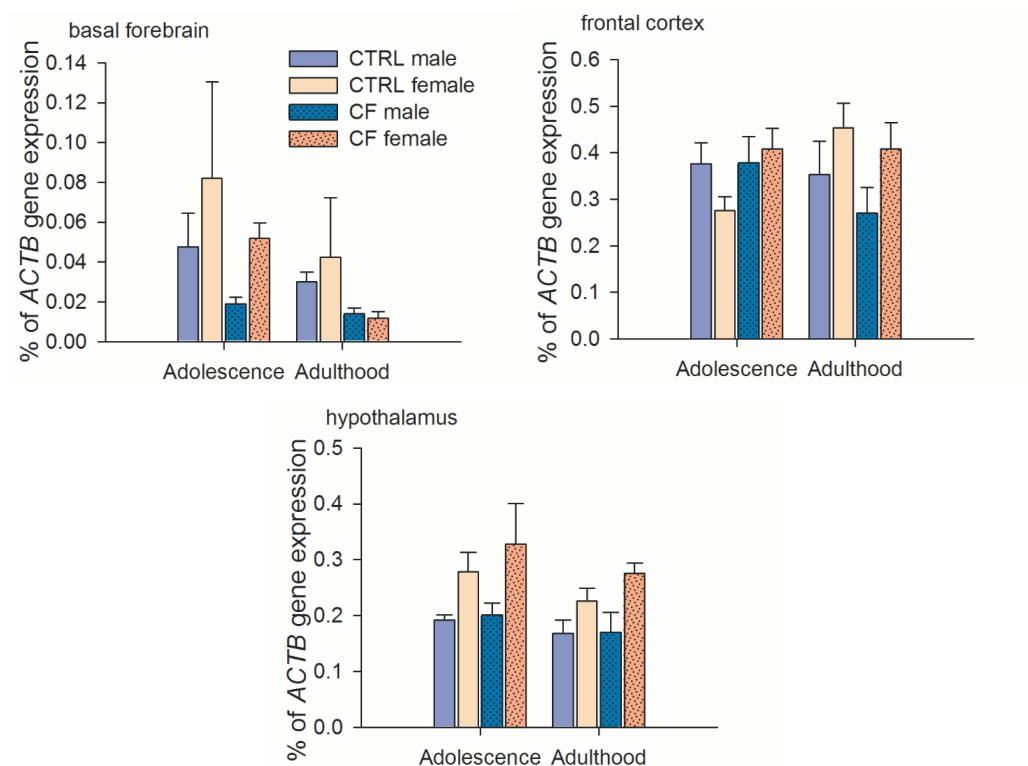 basal forebrain
% of ACTB gene expression
0.14
0.12
0.10
0.08
0.06
0.04
0.02
0.00
CTRL male
CTRL female
CF male
CF female
Adolescence Adulthood
frontal cortex
% of ACTB gene expression
0.6
0.5
0.4
0.3
0.2
0.1
0.0
Adolescence Adulthood
hypothalamus
% of ACTB gene expression
0.5
0.4
0.3
0.2
0.1
0.0
Adolescence Adulthood